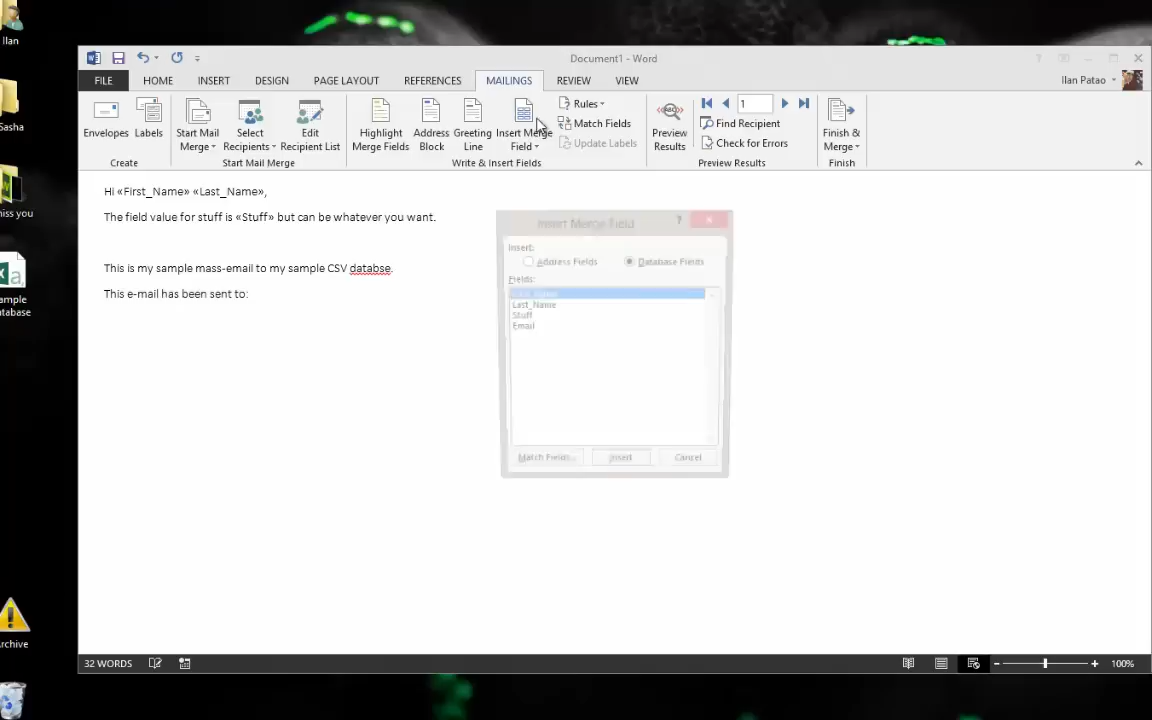 Ilan
Sasha
miss you
ample
atabase
rchive
Document1 - Word
FILE HOME INSERT DESIGN PAGE LAYOUT REFERENCES MAILINGS REVIEW VIEW
Ilan Patao
Envelopes Labels
Create
Start Mail Merge
Select Recipients
Edit Recipient List
Start Mail Merge
Highlight Merge Fields
Address Block
Greeting Line
Insert Merge Field
Rules
Match Fields
Update Labels
Write & Insert Fields
Preview Results
1
Find Recipient
Check for Errors
Preview Results
Finish & Merge
Finish
Hi «First_Name» «Last_Name»,
The field value for stuff is «Stuff» but can be whatever you want.
This is my sample mass-email to my sample CSV databse.
This e-mail has been sent to:
Insert Merge Field
Insert:
Address Fields Database Fields
Fields:
Last_Name
Stuff
Email
Match Fields... Insert Cancel
32 WORDS
100%